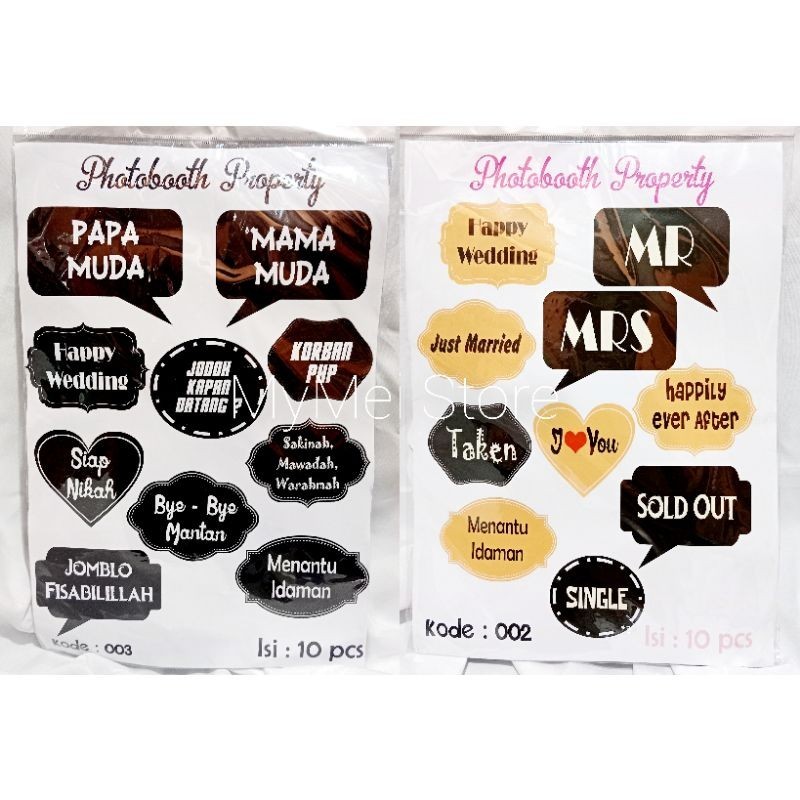 Photobooth Property
PAPA
MUDA
MAMA
MUDA
Happy
Wedding
JODOH
KAPAN
DATANG ?
KORBAN
PHP
Siap
Nikah
Sakinah,
Mawadah,
Warahmah
Bye - Bye
Mantan
JOMBLO
FISABILILLAH
Menantu
Idaman
Kode : 003
Isi : 10 pcs
Photobooth Property
Happy
Wedding
MR
Just Married
MRS
happily
ever After
Taken
I ❤ You
SOLD OUT
Menantu
Idaman
SINGLE
Kode : 002
Isi : 10 pcs
MyMe Store